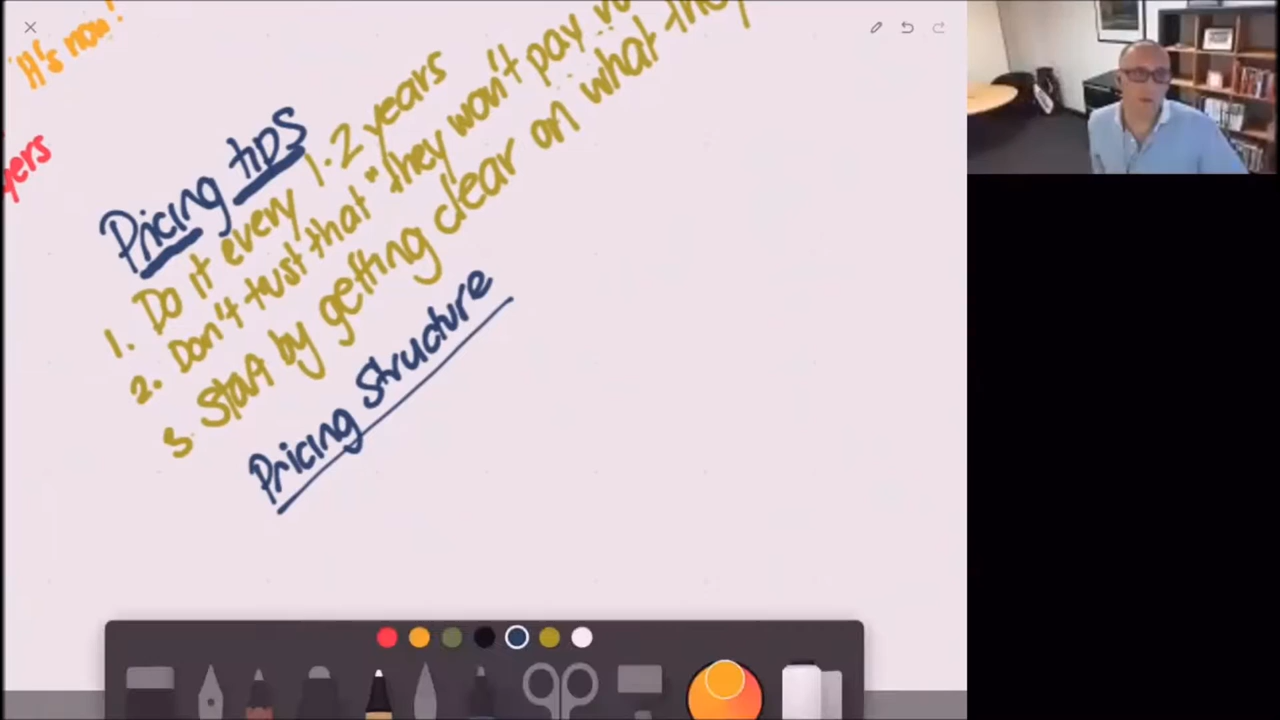 "It's now!
yers
Pricing tips
1. Do it every 1-2 years
2. Don't trust that "they won't pay
3. Start by getting clear on what they
Pricing Structure